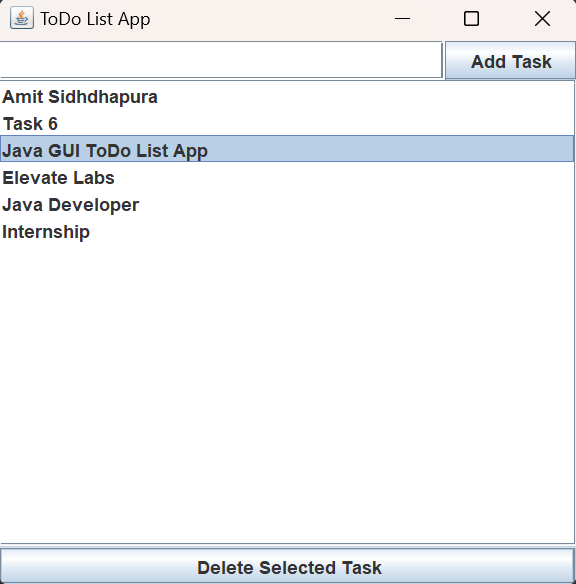 ToDo List App
Add Task
Amit Sidhdhapura
Task 6
Java GUI ToDo List App
Elevate Labs
Java Developer
Internship
Delete Selected Task